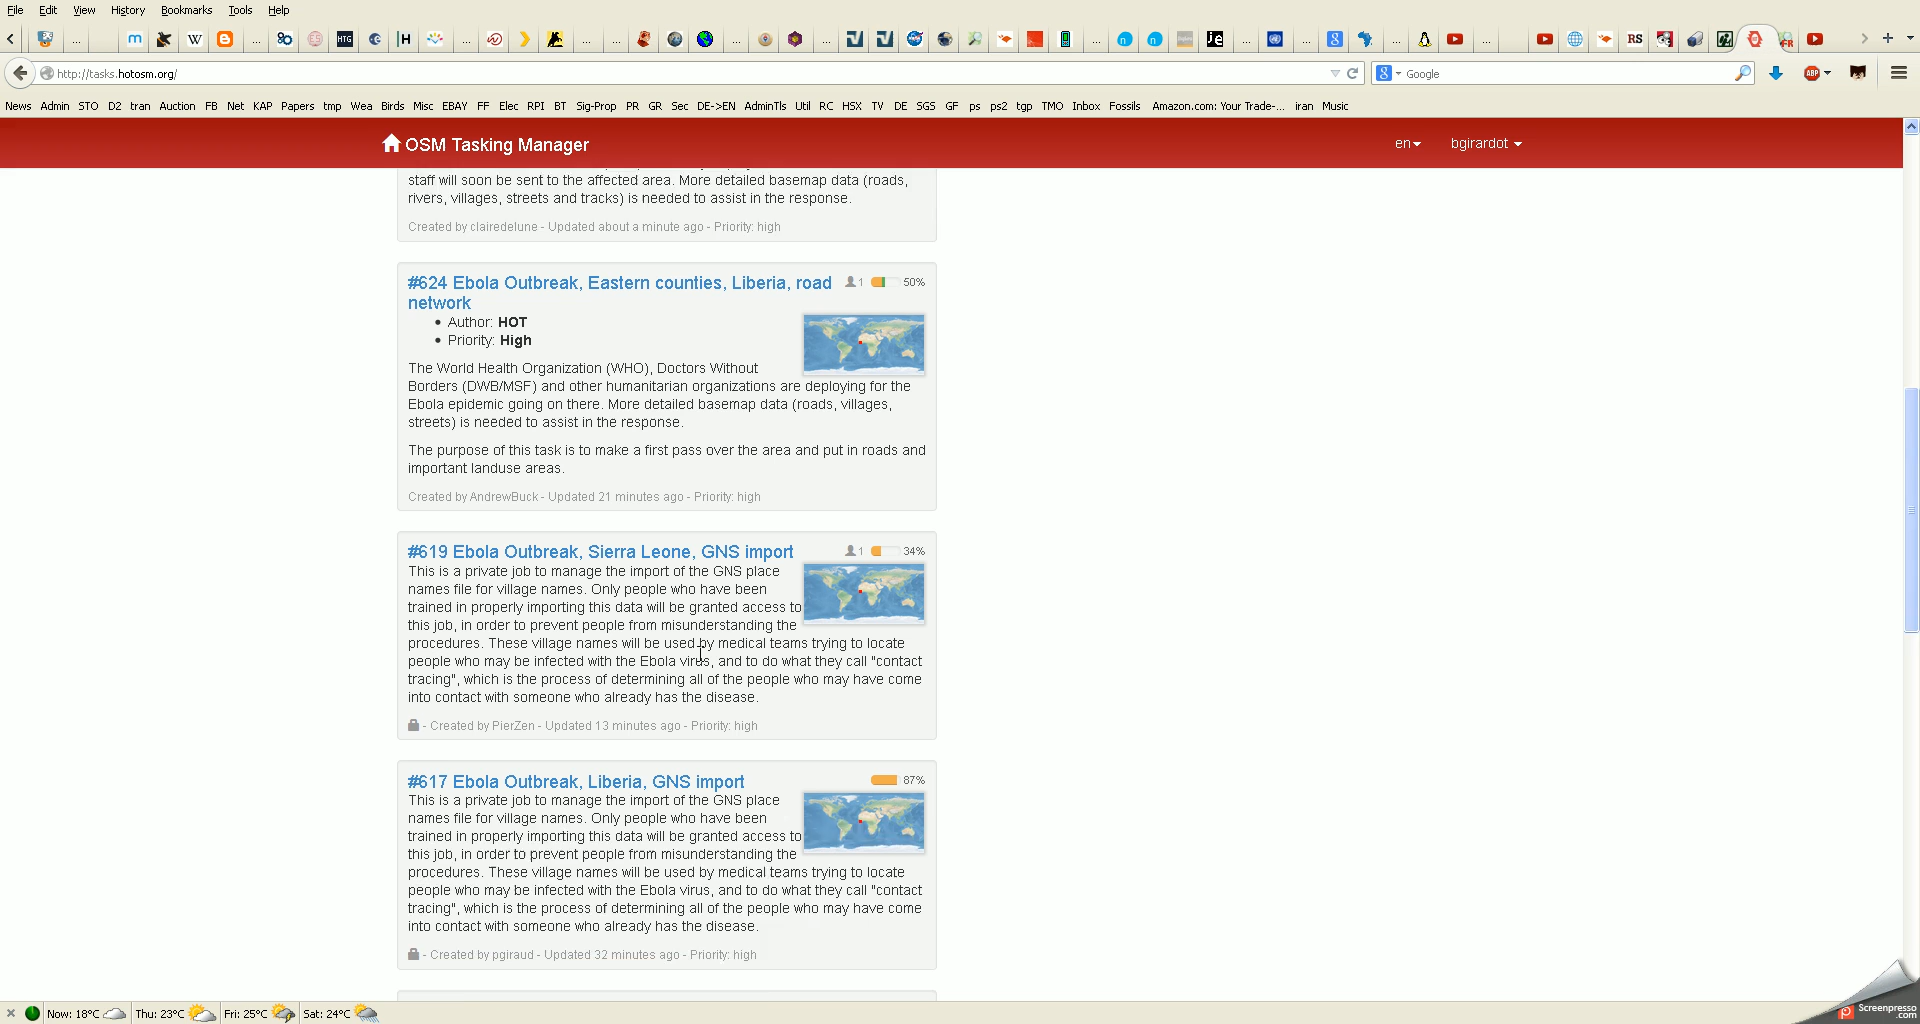 File Edit View History Bookmarks Tools Help
http://tasks.hotosm.org/
Google
News Admin STO D2 tran Auction FB Net KAP Papers tmp Wea Birds Misc EBAY FF Elec RPI BT Sig-Prop PR GR Sec DE->EN AdminTls Util RC HSX TV DE SGS GF ps ps2 tgp TMO Inbox Fossils Amazon.com: Your Trade-... iran Music
OSM Tasking Manager
en
bgirardot
staff will soon be sent to the affected area. More detailed basemap data (roads,
rivers, villages, streets and tracks) is needed to assist in the response.
Created by clairedelune - Updated about a minute ago - Priority: high
#624 Ebola Outbreak, Eastern counties, Liberia, road
network
1 50%
• Author: HOT
• Priority: High
The World Health Organization (WHO), Doctors Without
Borders (DWB/MSF) and other humanitarian organizations are deploying for the
Ebola epidemic going on there. More detailed basemap data (roads, villages,
streets) is needed to assist in the response.
The purpose of this task is to make a first pass over the area and put in roads and
important landuse areas.
Created by AndrewBuck - Updated 21 minutes ago - Priority: high
#619 Ebola Outbreak, Sierra Leone, GNS import
1 34%
This is a private job to manage the import of the GNS place
names file for village names. Only people who have been
trained in properly importing this data will be granted access to
this job, in order to prevent people from misunderstanding the
procedures. These village names will be used by medical teams trying to locate
people who may be infected with the Ebola virus, and to do what they call "contact
tracing", which is the process of determining all of the people who may have come
into contact with someone who already has the disease.
- Created by PierZen - Updated 13 minutes ago - Priority: high
#617 Ebola Outbreak, Liberia, GNS import
87%
This is a private job to manage the import of the GNS place
names file for village names. Only people who have been
trained in properly importing this data will be granted access to
this job, in order to prevent people from misunderstanding the
procedures. These village names will be used by medical teams trying to locate
people who may be infected with the Ebola virus, and to do what they call "contact
tracing", which is the process of determining all of the people who may have come
into contact with someone who already has the disease.
- Created by pgiraud - Updated 32 minutes ago - Priority: high
Now: 18°C Thu: 23°C Fri: 25°C Sat: 24°C
Screenpresso
.com